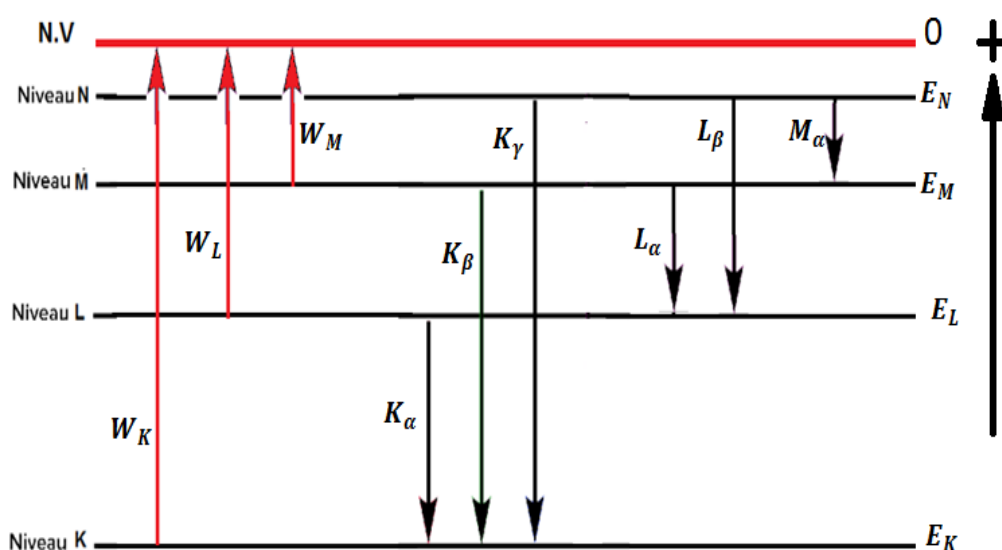 N.V 0 +
Niveau N E_N
W_M K_γ L_β M_α
Niveau M E_M
W_L K_β L_α
Niveau L E_L
W_K K_α
Niveau K E_K